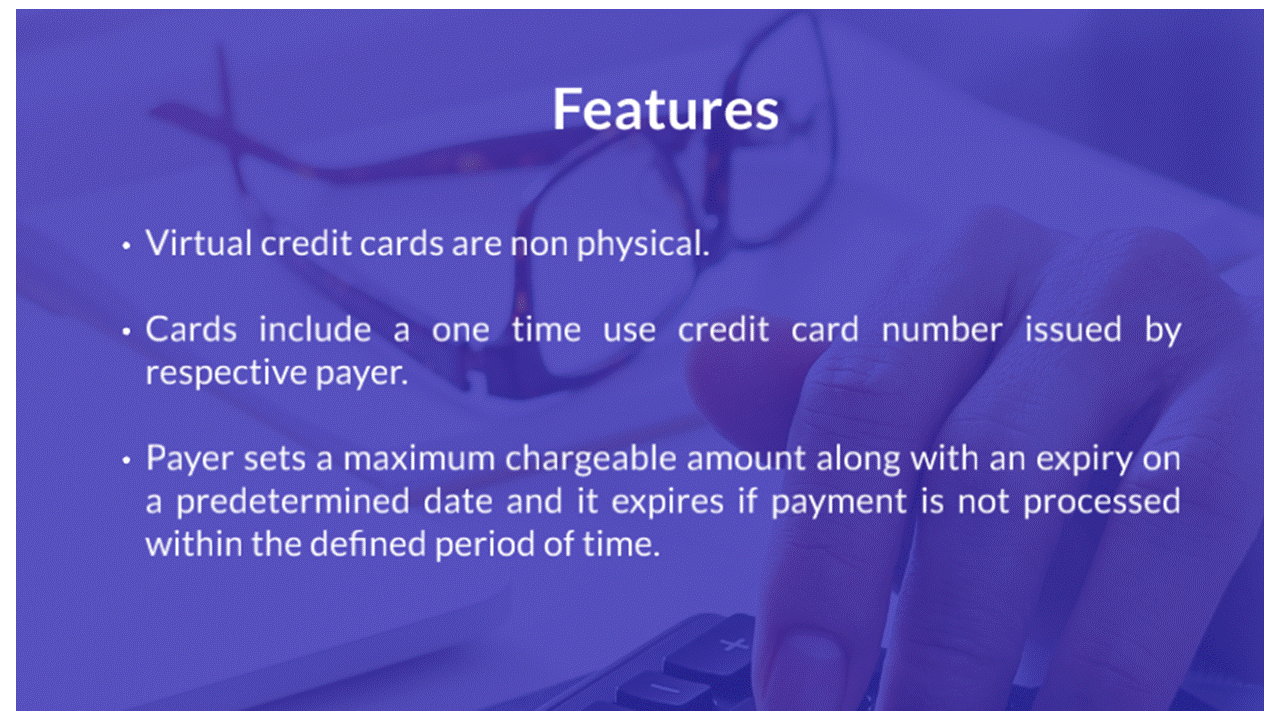 Features
• Virtual credit cards are non physical.
• Cards include a one time use credit card number issued by
respective payer.
• Payer sets a maximum chargeable amount along with an expiry on
a predetermined date and it expires if payment is not processed
within the defined period of time.
+
−